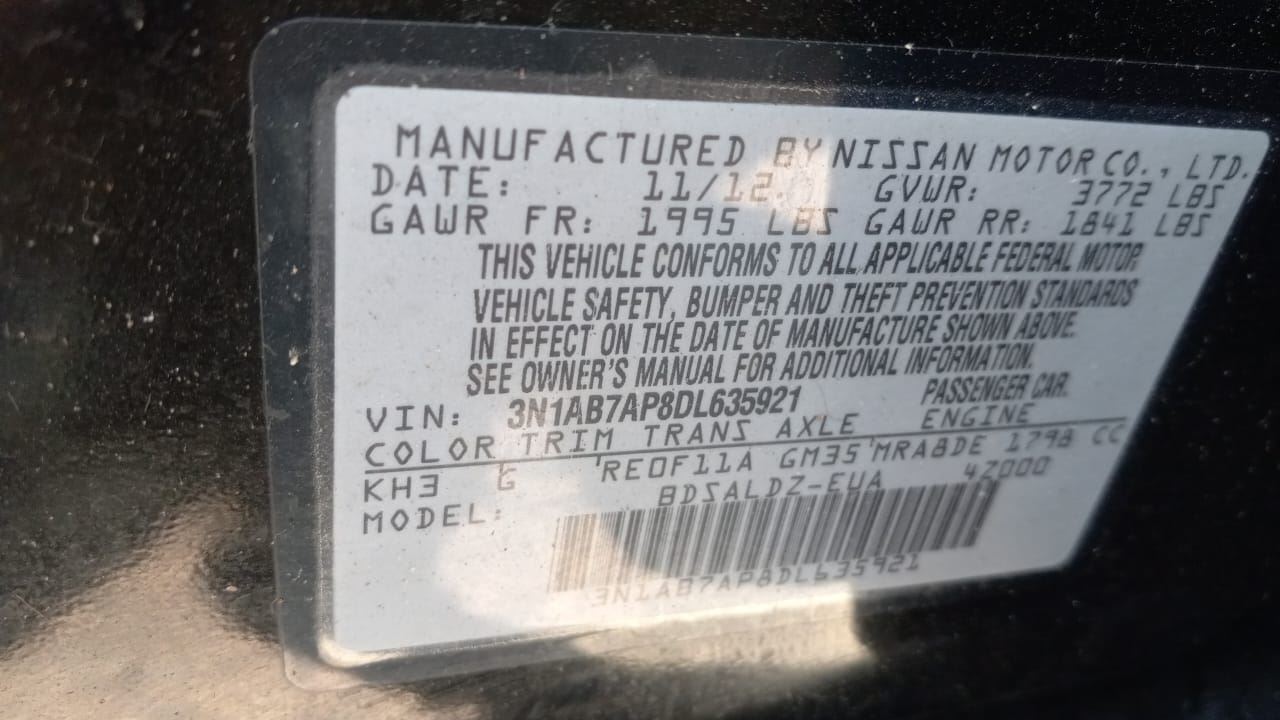 MANUFACTURED BY NISSAN MOTOR CO., LTD.
DATE: 11/12 GVWR: 3772 LBS
GAWR FR: 1995 LBS GAWR RR: 1841 LBS
THIS VEHICLE CONFORMS TO ALL APPLICABLE FEDERAL MOTOR
VEHICLE SAFETY, BUMPER AND THEFT PREVENTION STANDARDS
IN EFFECT ON THE DATE OF MANUFACTURE SHOWN ABOVE.
SEE OWNER'S MANUAL FOR ADDITIONAL INFORMATION.
VIN: 3N1AB7AP8DL635921 PASSENGER CAR.
COLOR TRIM TRANS AXLE ENGINE
KH3 G 'RE0F11A GM35'MRA8DE 1798 CC
MODEL: BDSALDZ-EUA 4Z000
3N1AB7AP8DL635921